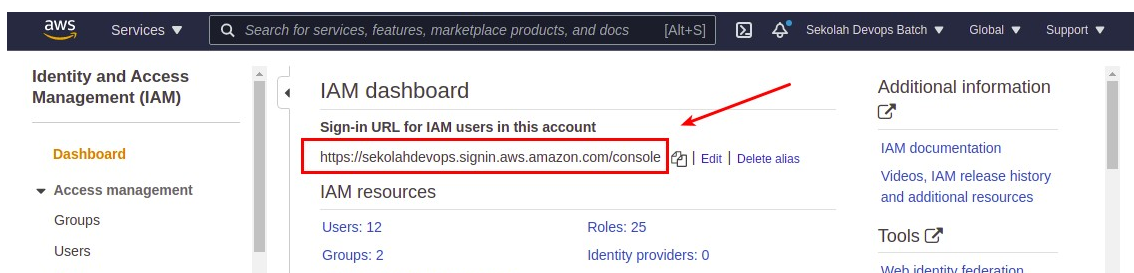 aws
Services
Search for services, features, marketplace products, and docs [Alt+S]
Sekolah Devops Batch
Global
Support
Identity and Access
Management (IAM)
Dashboard
Access management
Groups
Users
IAM dashboard
Sign-in URL for IAM users in this account
https://sekolahdevops.signin.aws.amazon.com/console | Edit | Delete alias
IAM resources
Users: 12
Roles: 25
Groups: 2
Identity providers: 0
Additional information
IAM documentation
Videos, IAM release history
and additional resources
Tools
Web identity federation